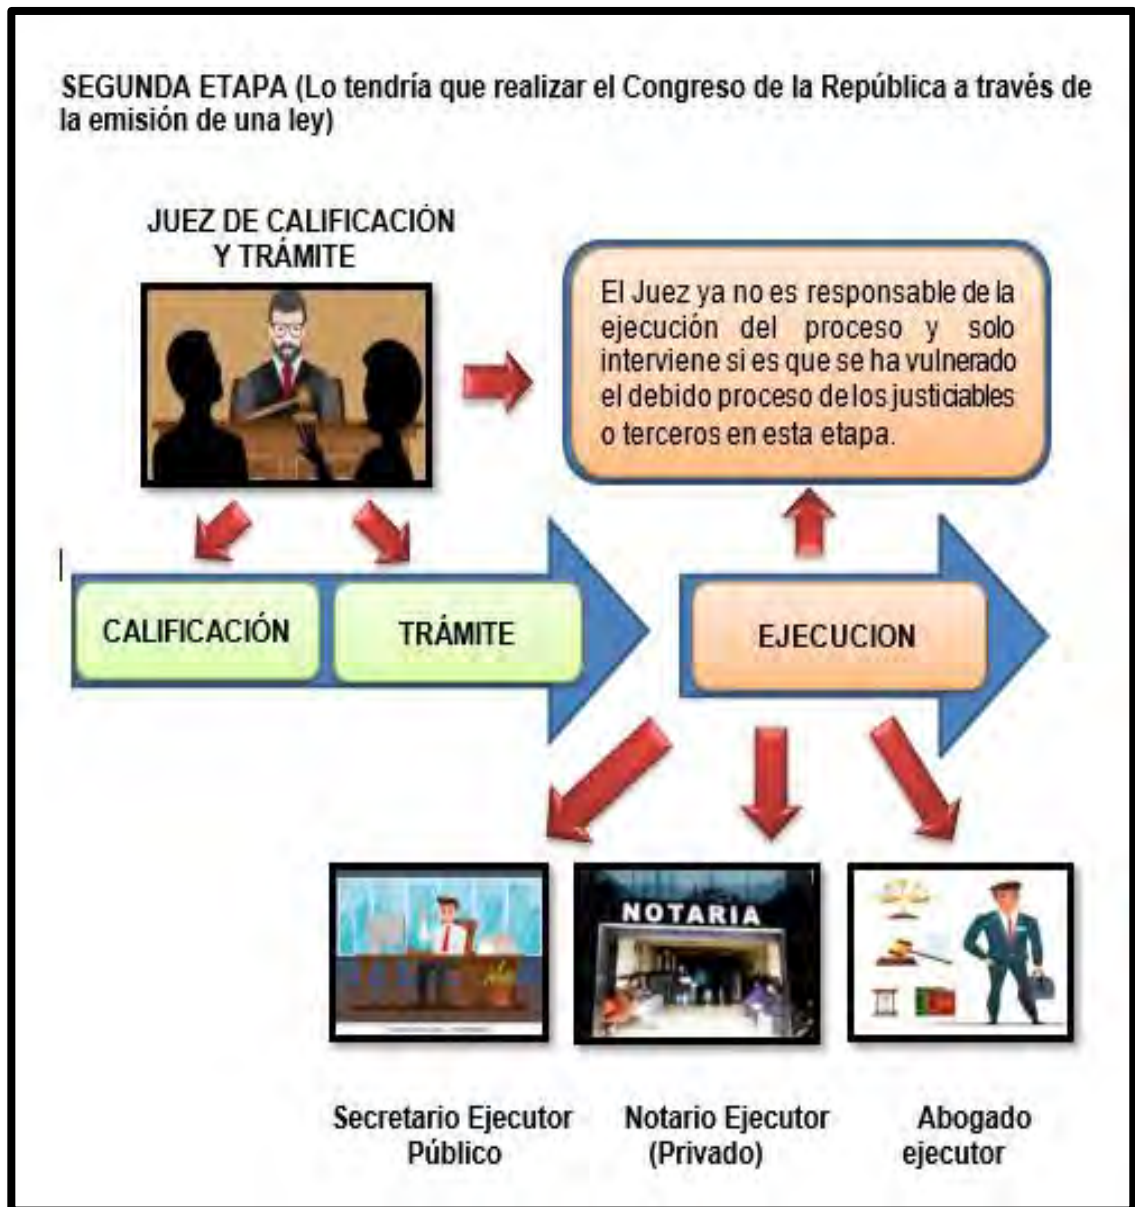 SEGUNDA ETAPA (Lo tendría que realizar el Congreso de la República a través de
la emisión de una ley)
JUEZ DE CALIFICACIÓN
Y TRÁMITE
El Juez ya no es responsable de la
ejecución del proceso y solo
interviene si es que se ha vulnerado
el debido proceso de los justiciables
o terceros en esta etapa.
CALIFICACIÓN
TRÁMITE
EJECUCION
NOTARIA
Secretario Ejecutor
Público
Notario Ejecutor
(Privado)
Abogado
ejecutor